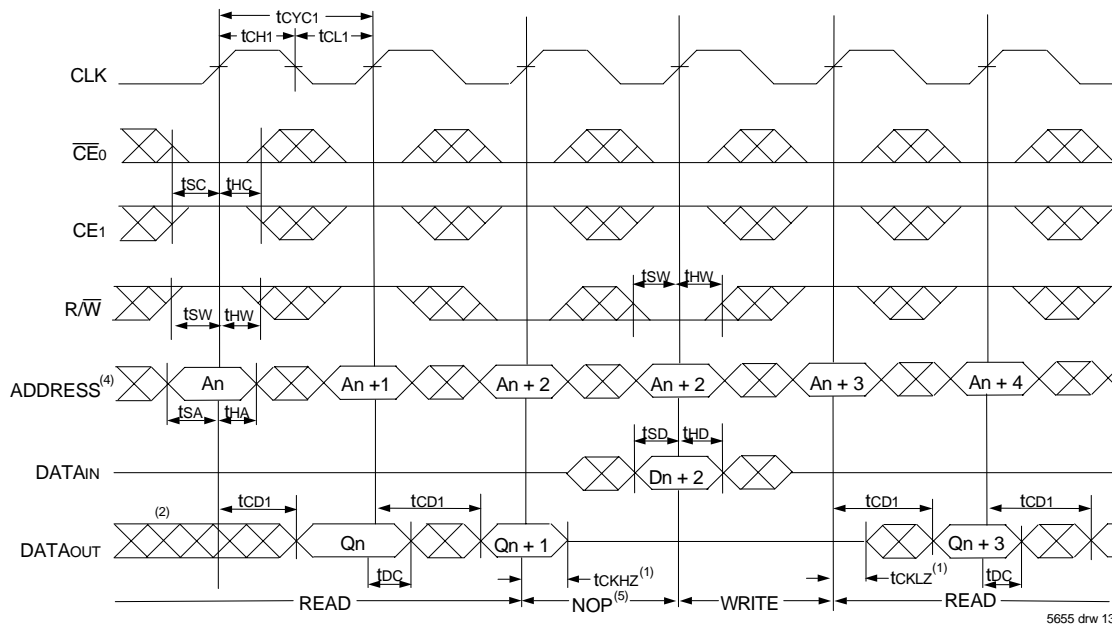 tCYC1
tCH1 tCL1
CLK
CE0
tSC tHC
CE1
tSW tHW
R/W
tSW tHW
ADDRESS(4) An An +1 An + 2 An + 2 An + 3 An + 4
tSA tHA
tSD tHD
DATAIN Dn + 2
tCD1 tCD1 tCD1 tCD1
(2)
DATAOUT Qn Qn + 1 Qn + 3
tDC tCKHZ(1) tCKLZ(1) tDC
READ NOP(5) WRITE READ
5655 drw 13